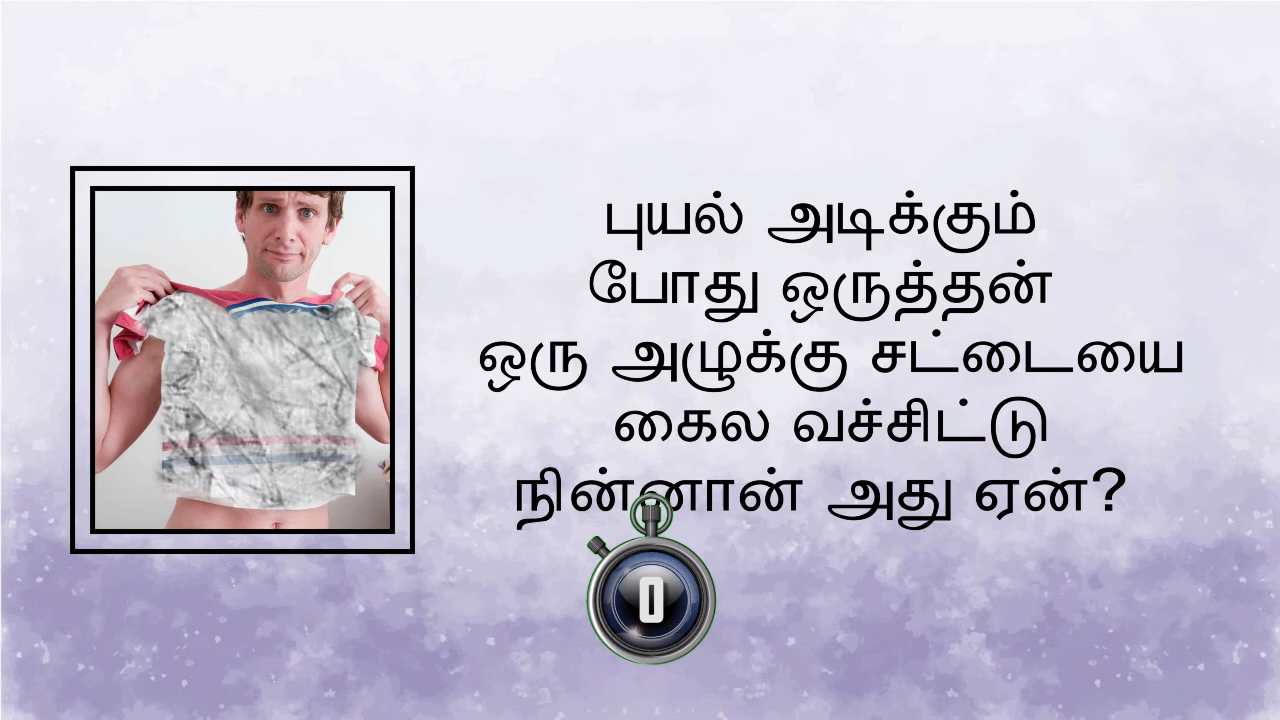 புயல் அடிக்கும்
போது ஒருத்தன்
ஒரு அழுக்கு சட்டையை
கைல வச்சிட்டு
நின்னான் அது ஏன்?
0